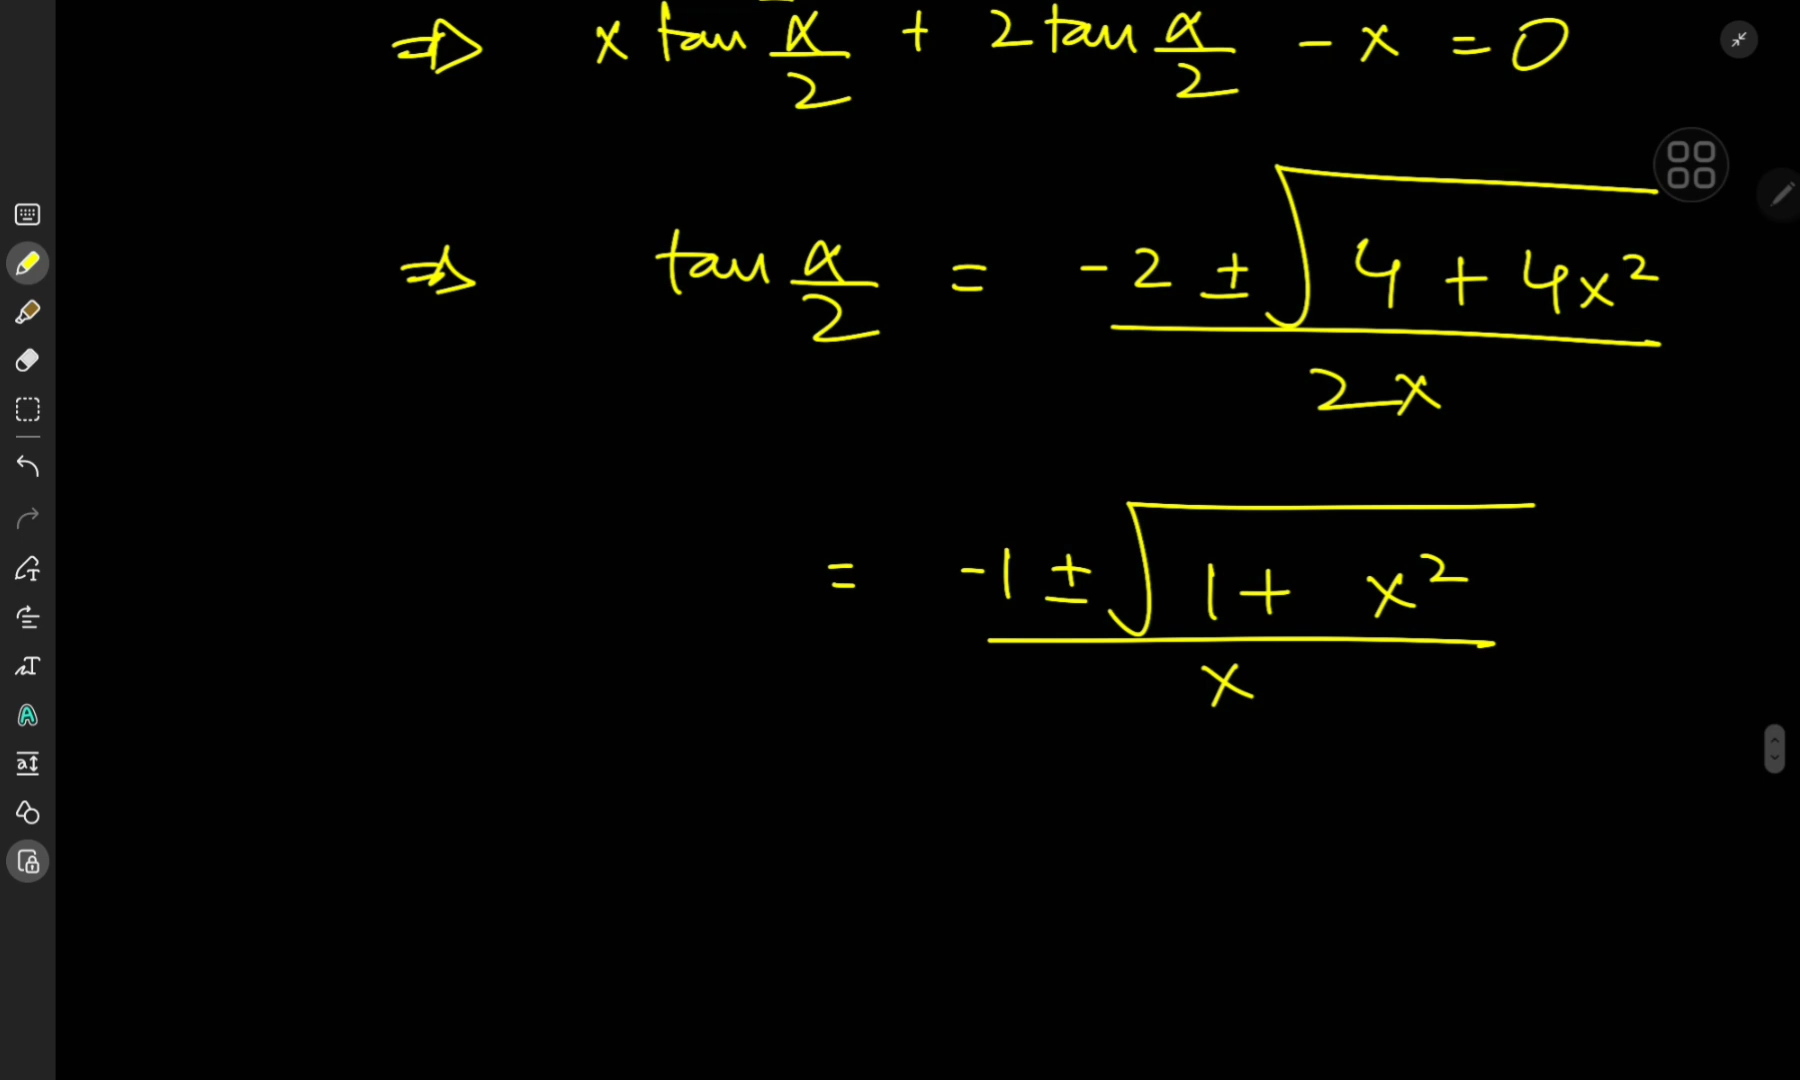 ⇒ x tan α/2 + 2 tan α/2 - x = 0
⇒ tan α/2 = (-2 ± √(4 + 4x²))/(2x)
= (-1 ± √(1 + x²))/x